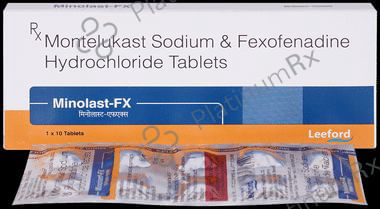 Rx Montelukast Sodium & Fexofenadine
Hydrochloride Tablets
Minolast-FX
मिनोलास्ट-एफएक्स
1 x 10 Tablets
Leeford
PlatinumRx